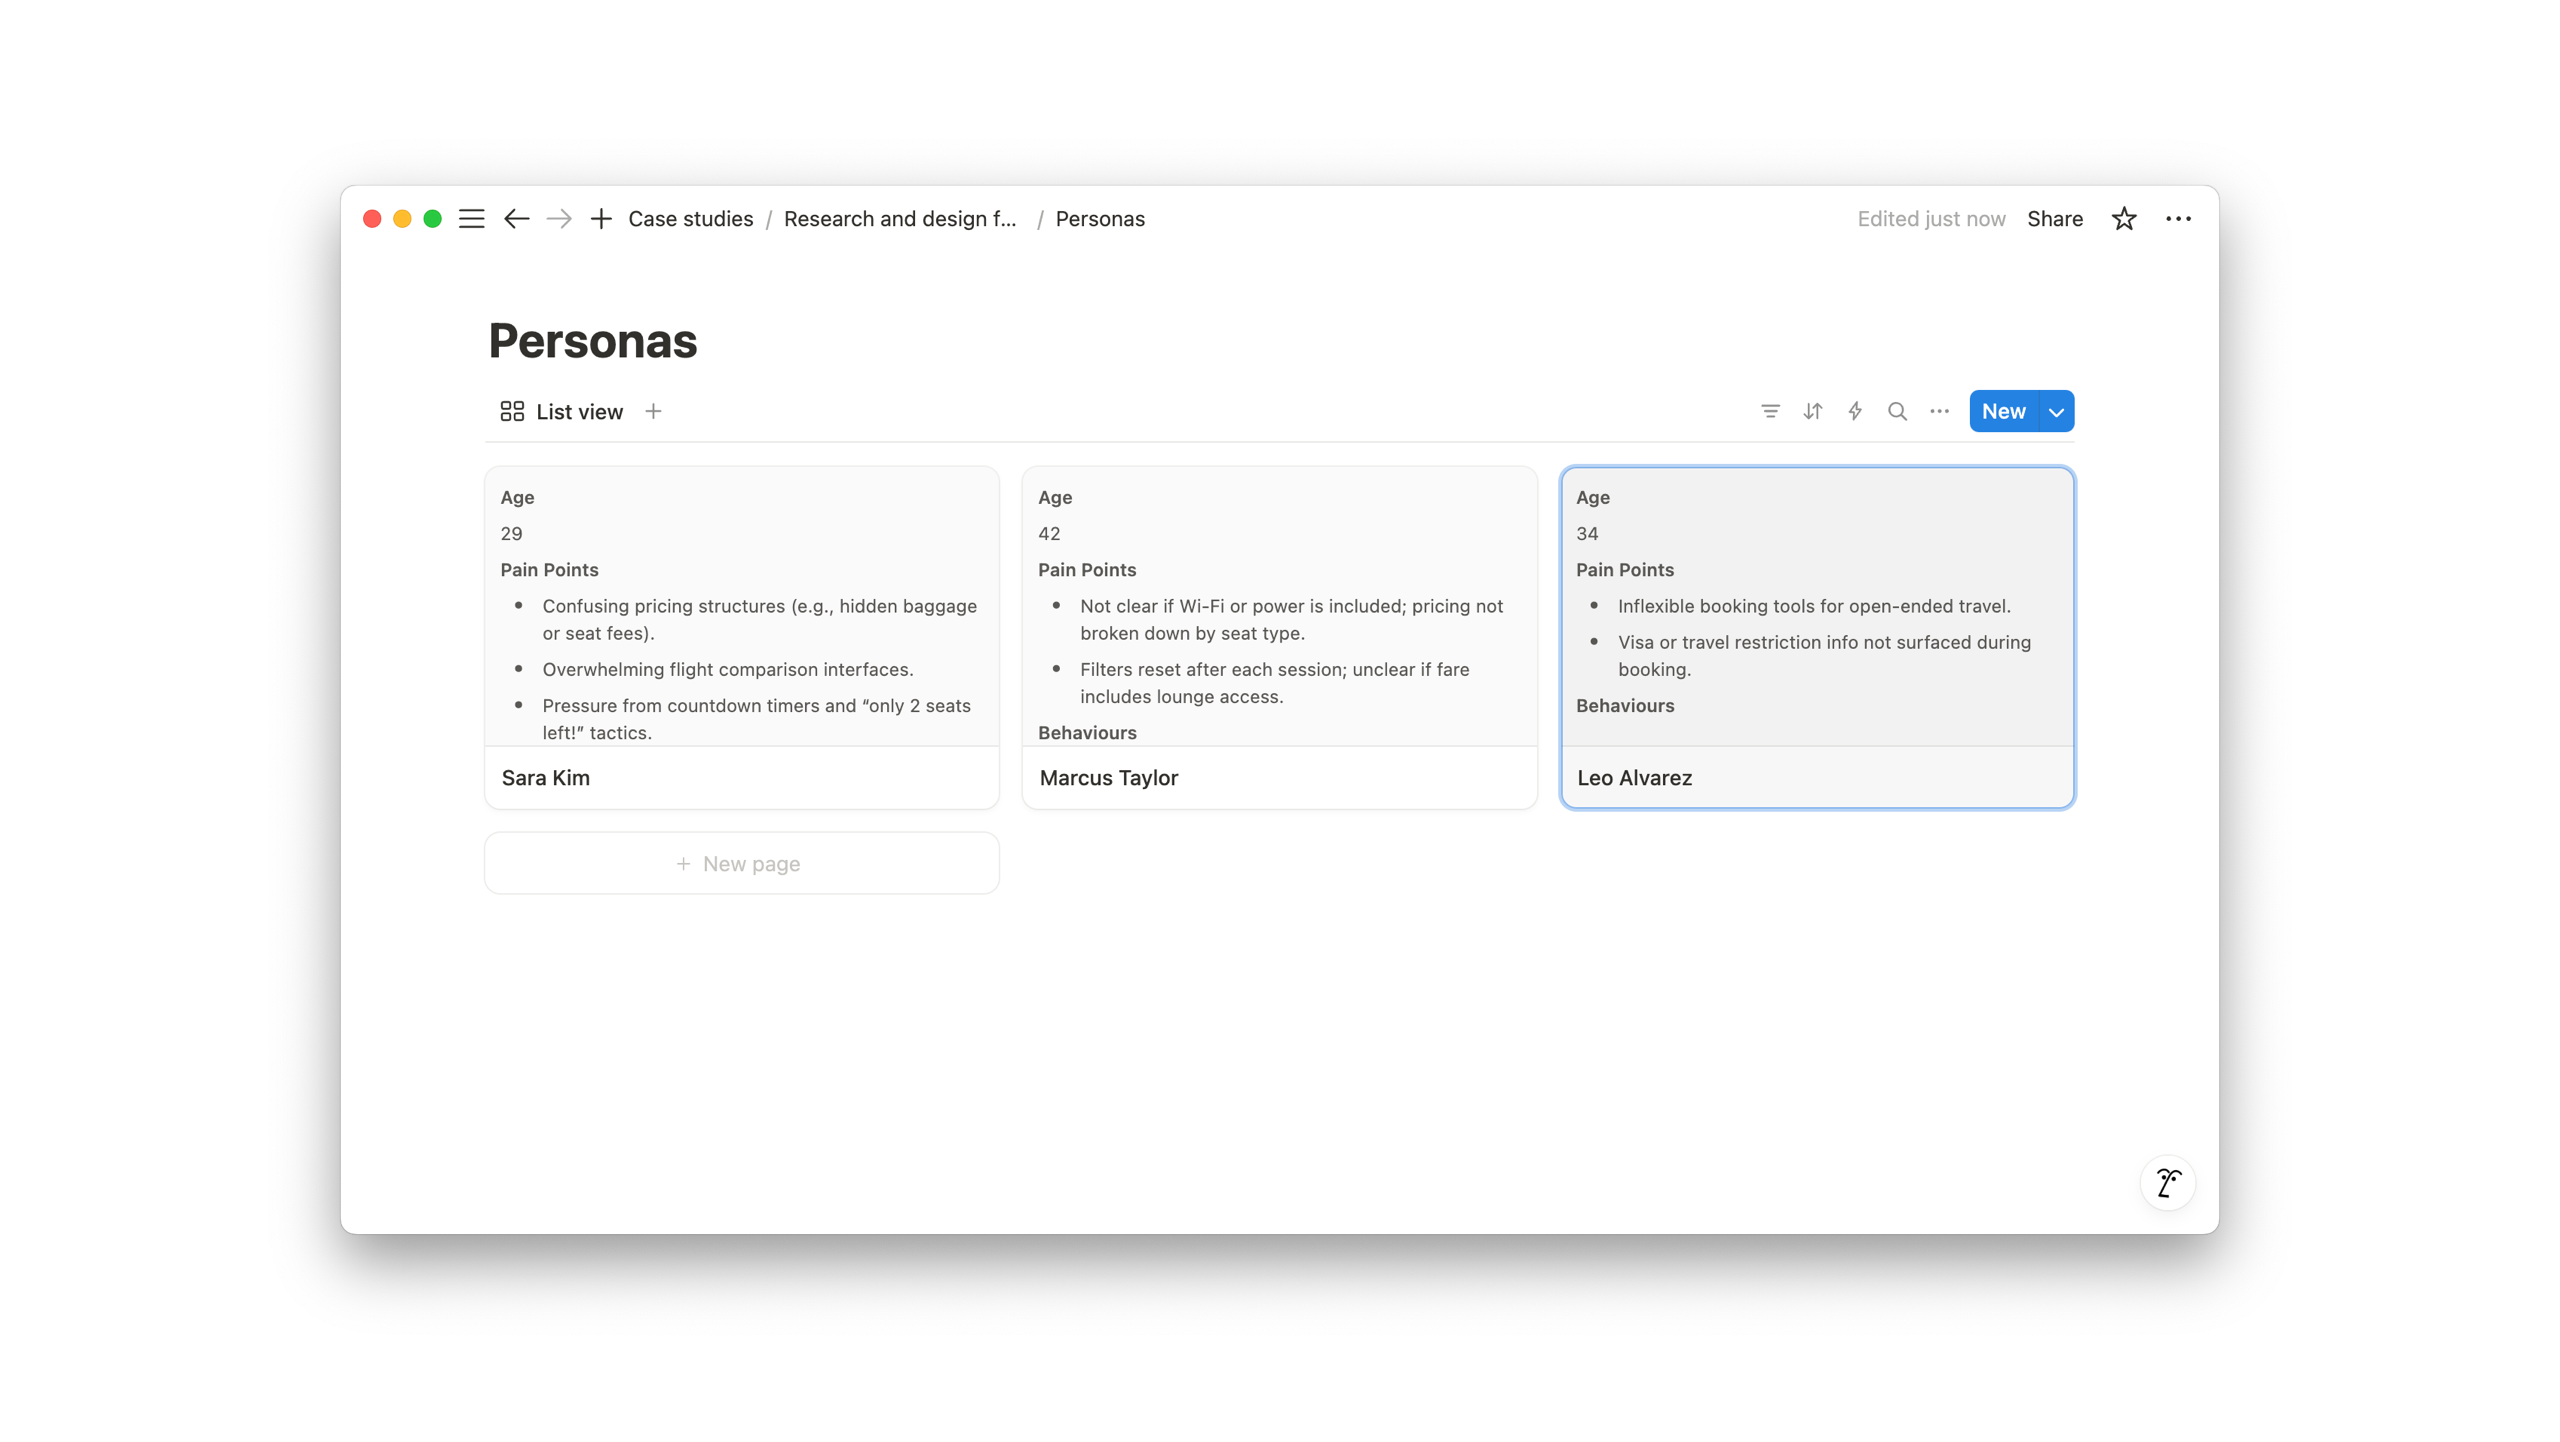 Case studies / Research and design f... / Personas
Edited just now Share
Personas
List view
New
Age
29
Pain Points
• Confusing pricing structures (e.g., hidden baggage
or seat fees).
• Overwhelming flight comparison interfaces.
• Pressure from countdown timers and “only 2 seats
left!” tactics.
Sara Kim
Age
42
Pain Points
• Not clear if Wi-Fi or power is included; pricing not
broken down by seat type.
• Filters reset after each session; unclear if fare
includes lounge access.
Behaviours
Marcus Taylor
Age
34
Pain Points
• Inflexible booking tools for open-ended travel.
• Visa or travel restriction info not surfaced during
booking.
Behaviours
Leo Alvarez
+ New page